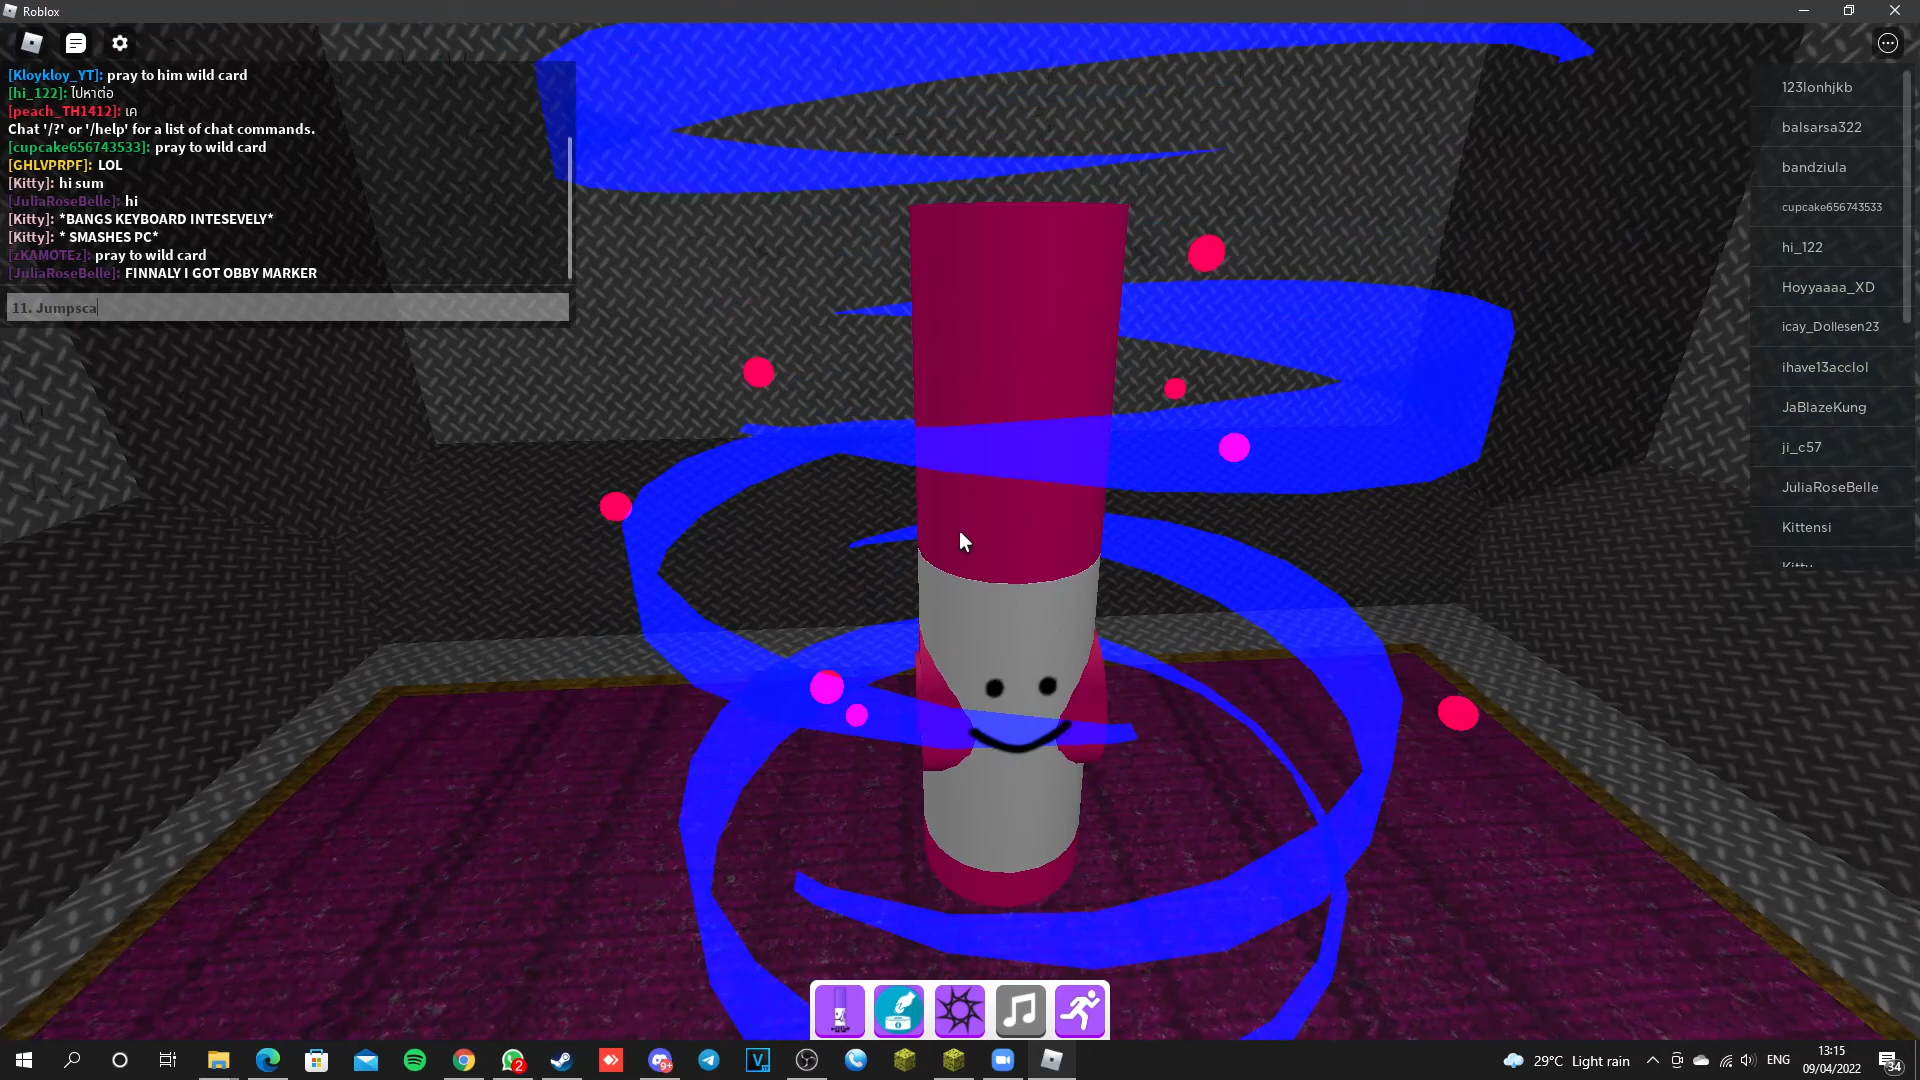 Roblox
[Kloykloy_YT]: pray to him wild card
[hi_122]: ไปหาต่อ
[peach_TH1412]: เค
Chat '/?' or '/help' for a list of chat commands.
[cupcake656743533]: pray to wild card
[GHLVPRPF]: LOL
[Kitty]: hi sum
[JuliaRoseBelle]: hi
[Kitty]: *BANGS KEYBOARD INTESEVELY*
[Kitty]: * SMASHES PC*
[zKAMOTEz]: pray to wild card
[JuliaRoseBelle]: FINNALY I GOT OBBY MARKER
11. Jumpsca
123lonhjkb
balsarsa322
bandziula
cupcake656743533
hi_122
Hoyyaaaa_XD
icay_Dollesen23
ihave13acclol
JaBlazeKung
ji_c57
JuliaRoseBelle
Kittensi
Kitty
2
9+
29°C Light rain
ENG
13:15
09/04/2022
34